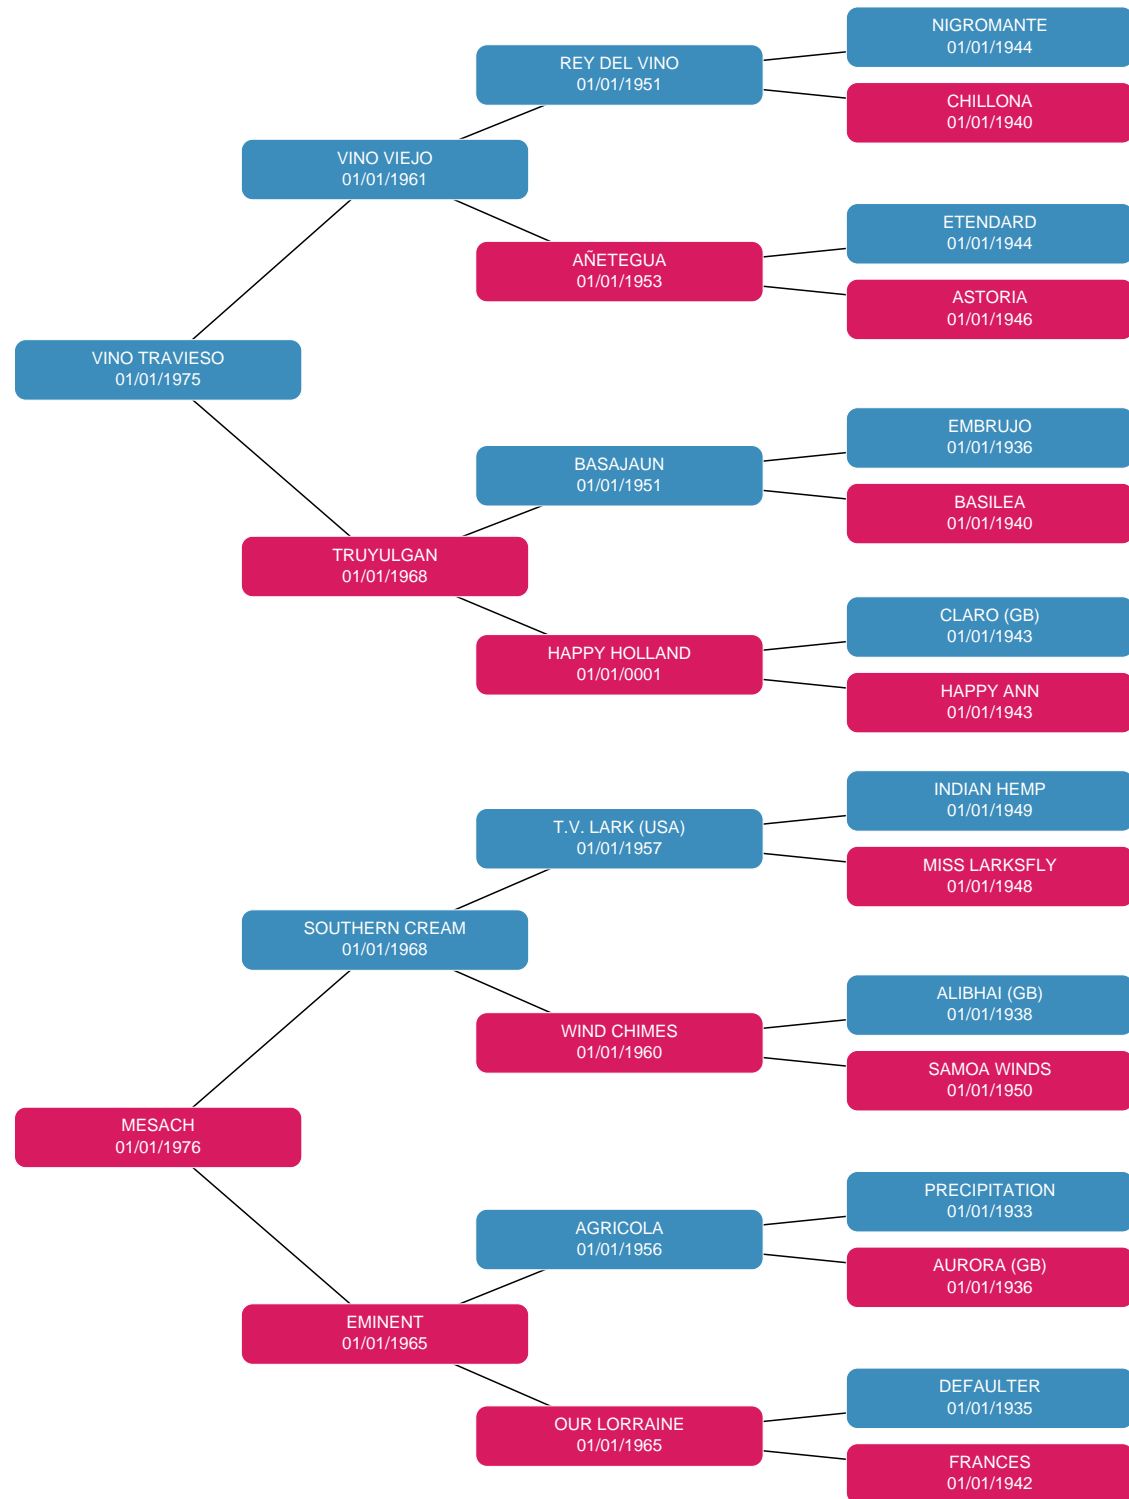 NIGROMANTE
01/01/1944
REY DEL VINO
01/01/1951
CHILLONA
01/01/1940
VINO VIEJO
01/01/1961
ETENDARD
01/01/1944
AÑETEGUA
01/01/1953
ASTORIA
01/01/1946
VINO TRAVIESO
01/01/1975
EMBRUJO
01/01/1936
BASAJAUN
01/01/1951
BASILEA
01/01/1940
TRUYULGAN
01/01/1968
CLARO (GB)
01/01/1943
HAPPY HOLLAND
01/01/0001
HAPPY ANN
01/01/1943
INDIAN HEMP
01/01/1949
T.V. LARK (USA)
01/01/1957
MISS LARKSFLY
01/01/1948
SOUTHERN CREAM
01/01/1968
ALIBHAI (GB)
01/01/1938
WIND CHIMES
01/01/1960
SAMOA WINDS
01/01/1950
MESACH
01/01/1976
PRECIPITATION
01/01/1933
AGRICOLA
01/01/1956
AURORA (GB)
01/01/1936
EMINENT
01/01/1965
DEFAULTER
01/01/1935
OUR LORRAINE
01/01/1965
FRANCES
01/01/1942